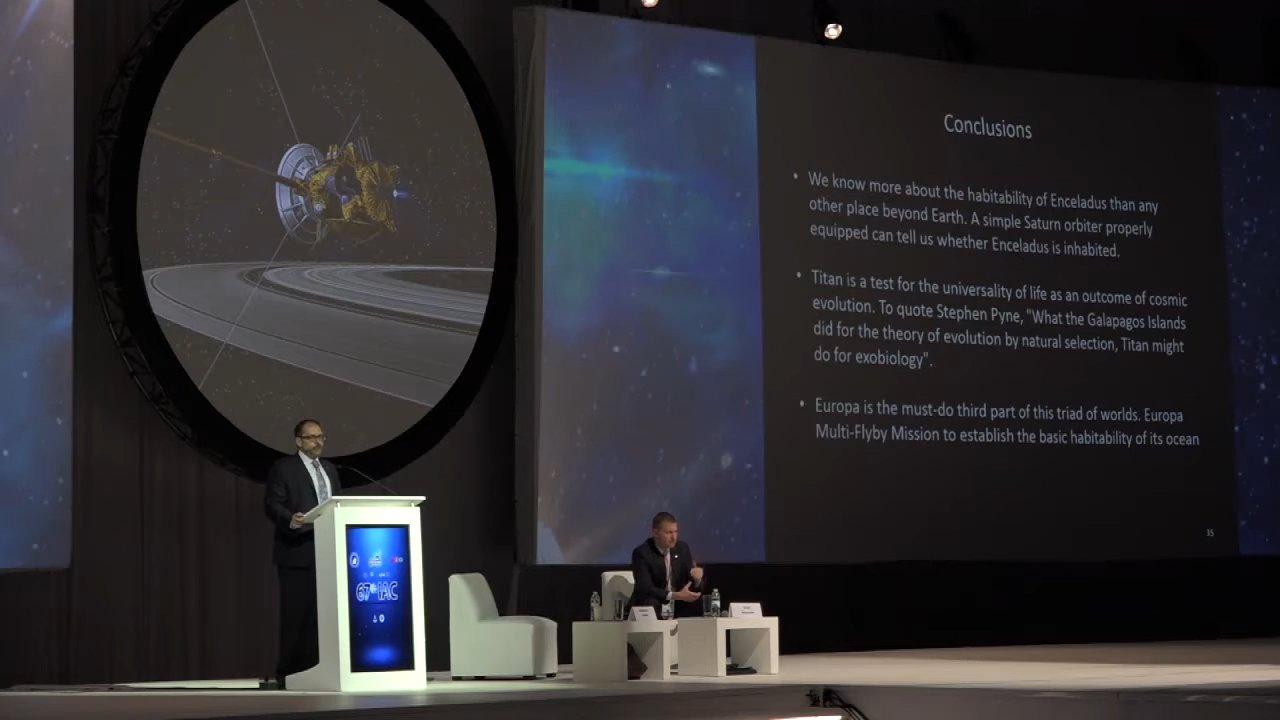 Conclusions
• We know more about the habitability of Enceladus than any
other place beyond Earth. A simple Saturn orbiter properly
equipped can tell us whether Enceladus is inhabited.
• Titan is a test for the universality of life as an outcome of cosmic
evolution. To quote Stephen Pyne, "What the Galapagos Islands
did for the theory of evolution by natural selection, Titan might
do for exobiology".
• Europa is the must-do third part of this triad of worlds. Europa
Multi-Flyby Mission to establish the basic habitability of its ocean
35
67th IAC